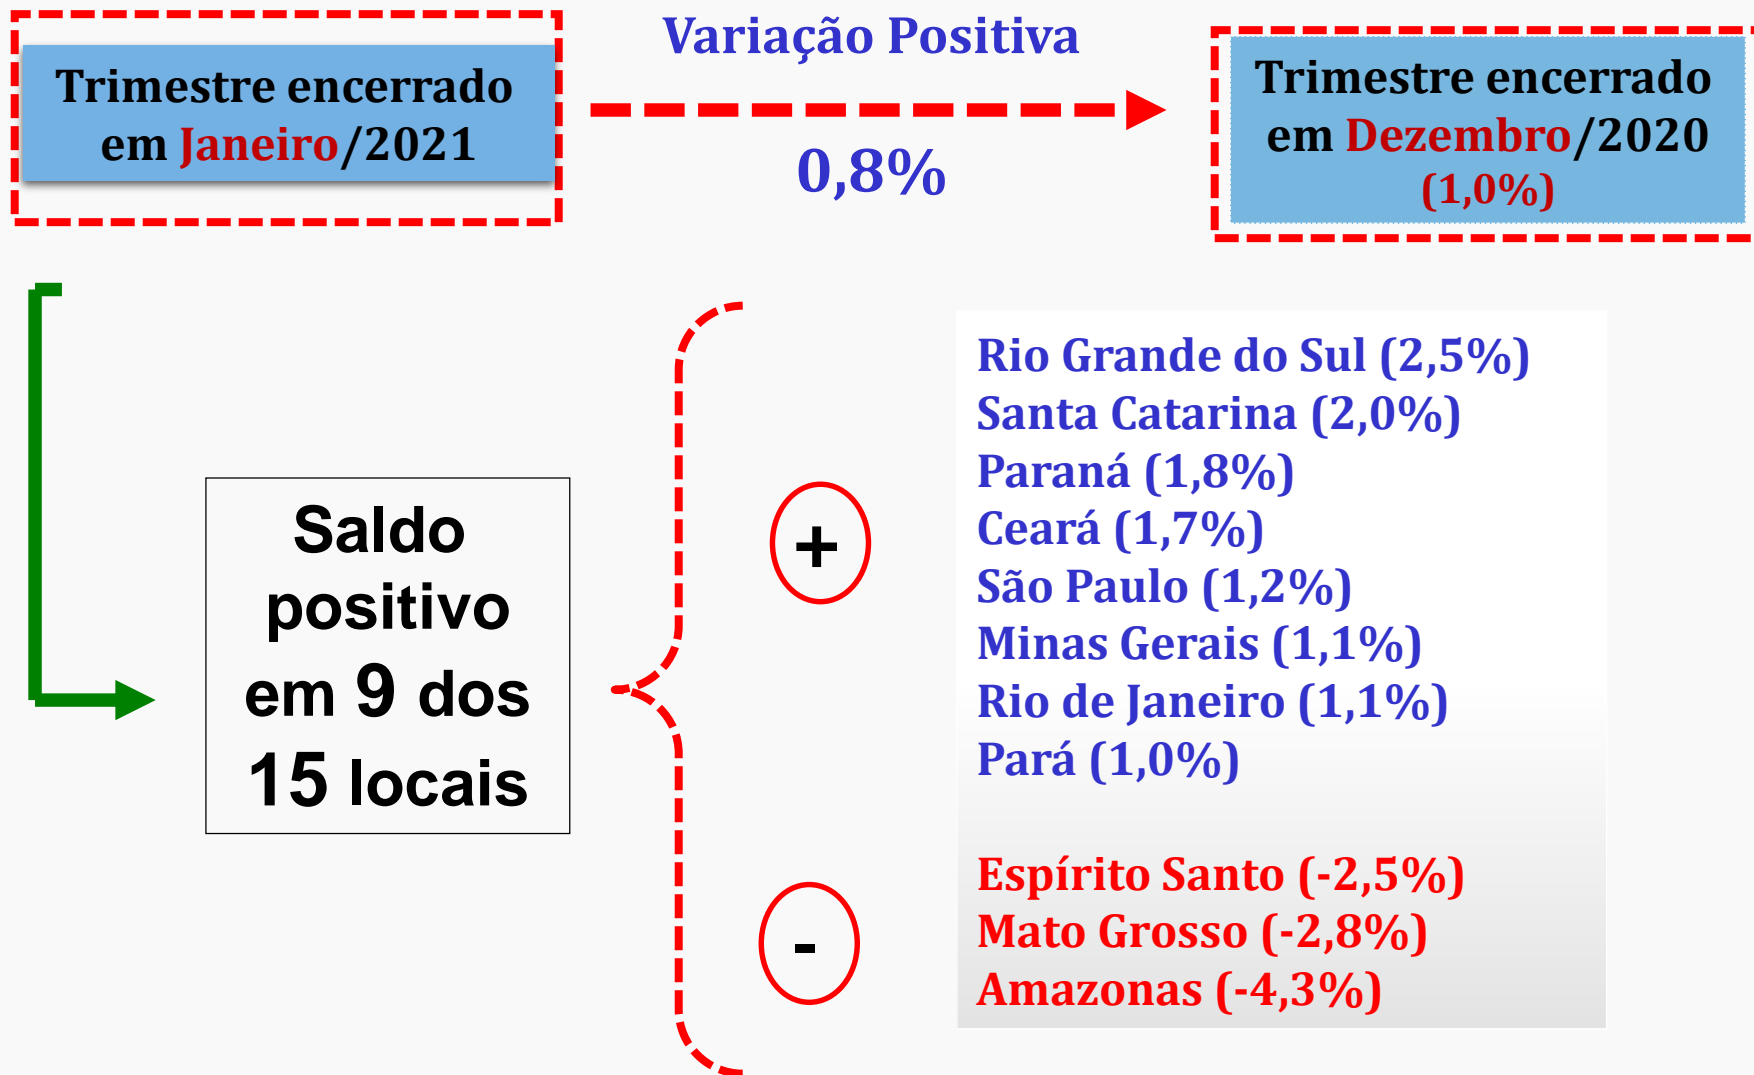 Trimestre encerrado
em Janeiro/2021
Variação Positiva
0,8%
Trimestre encerrado
em Dezembro/2020
(1,0%)
Saldo
positivo
em 9 dos
15 locais
+
Rio Grande do Sul (2,5%)
Santa Catarina (2,0%)
Paraná (1,8%)
Ceará (1,7%)
São Paulo (1,2%)
Minas Gerais (1,1%)
Rio de Janeiro (1,1%)
Pará (1,0%)
-
Espírito Santo (-2,5%)
Mato Grosso (-2,8%)
Amazonas (-4,3%)